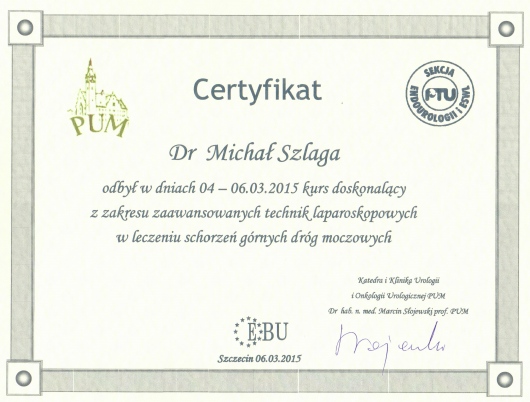 Certyfikat
PUM
SEKCJA
PTU
ENDOUROLOGII i ESWL
Dr Michał Szlaga
odbył w dniach 04 – 06.03.2015 kurs doskonalący
z zakresu zaawansowanych technik laparoskopowych
w leczeniu schorzeń górnych dróg moczowych
Katedra i Klinika Urologii
i Onkologii Urologicznej PUM
Dr hab. n. med. Marcin Słojewski prof. PUM
EBU
Szczecin 06.03.2015